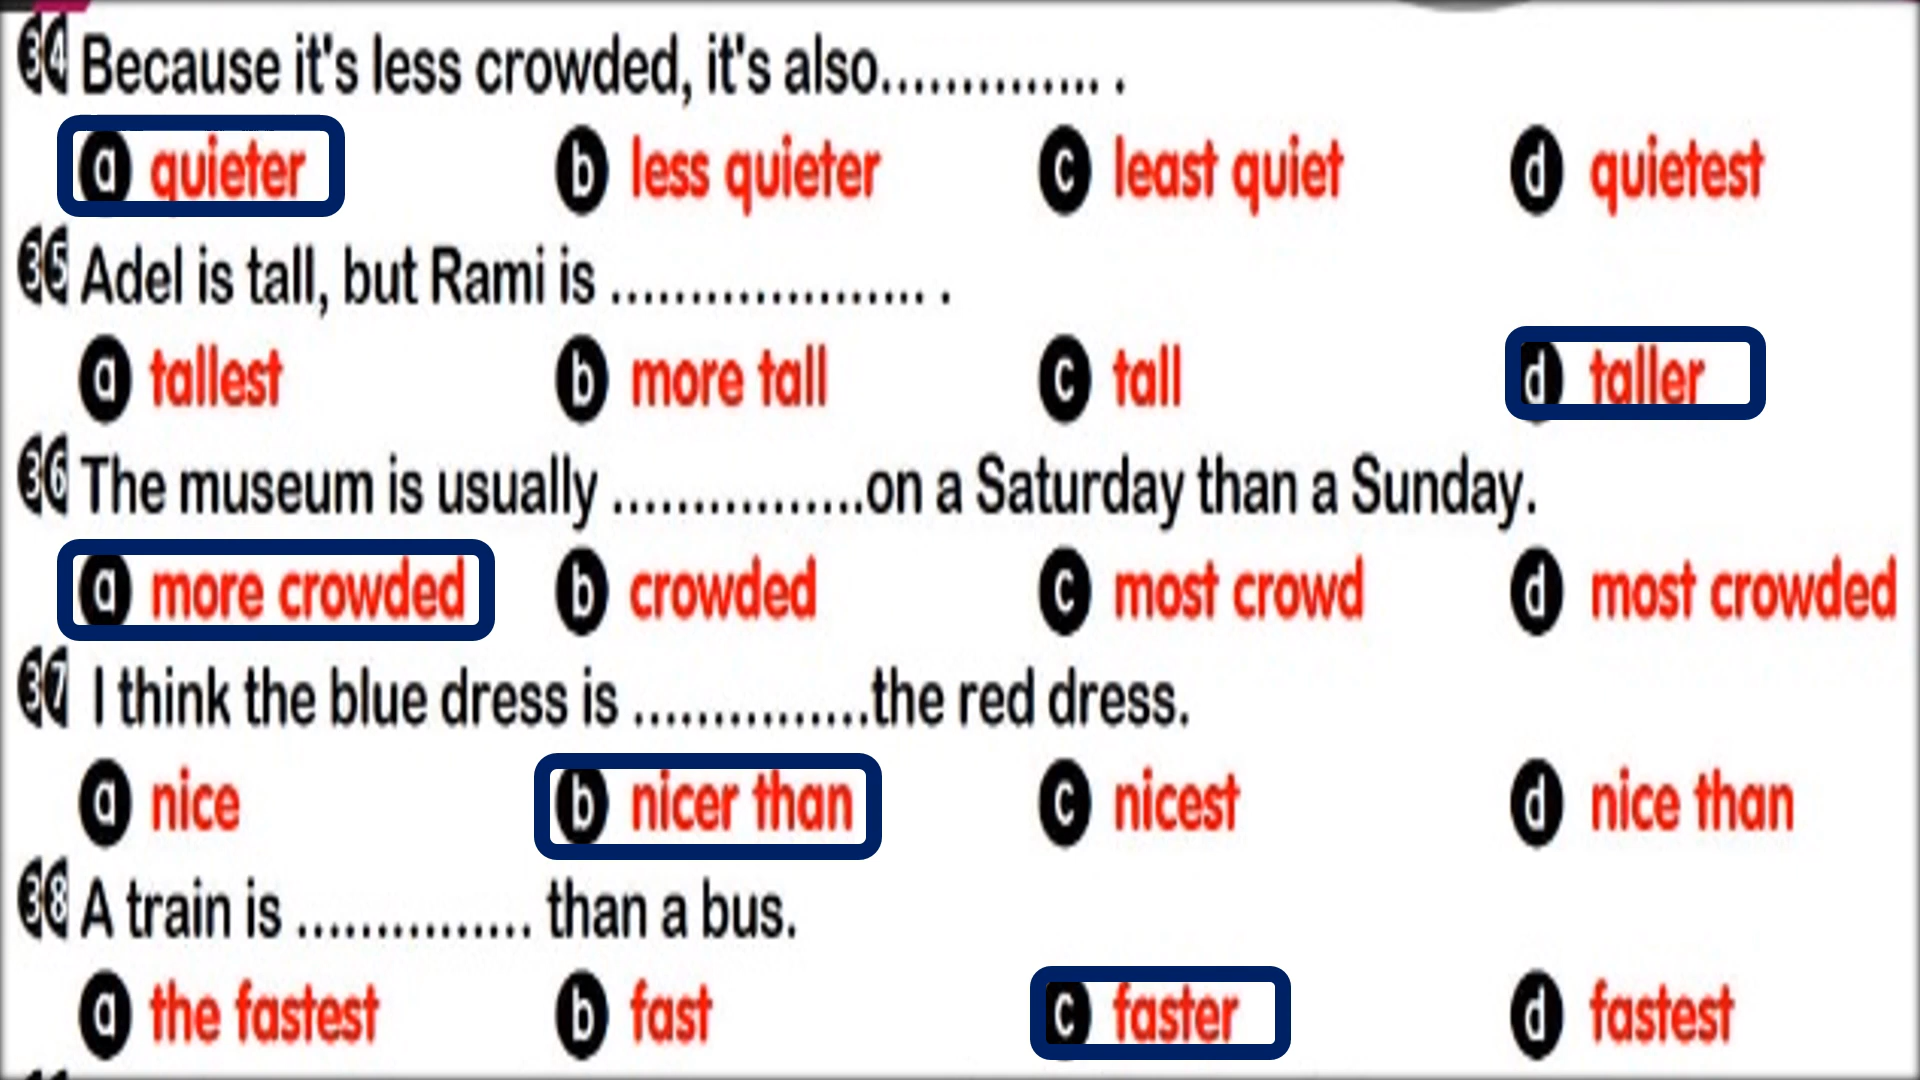 34 Because it's less crowded, it's also.............. .
a quieter b less quieter c least quiet d quietest
35 Adel is tall, but Rami is .................... .
a tallest b more tall c tall d taller
36 The museum is usually ................on a Saturday than a Sunday.
a more crowded b crowded c most crowd d most crowded
37 I think the blue dress is ...............the red dress.
a nice b nicer than c nicest d nice than
38 A train is ............... than a bus.
a the fastest b fast c faster d fastest